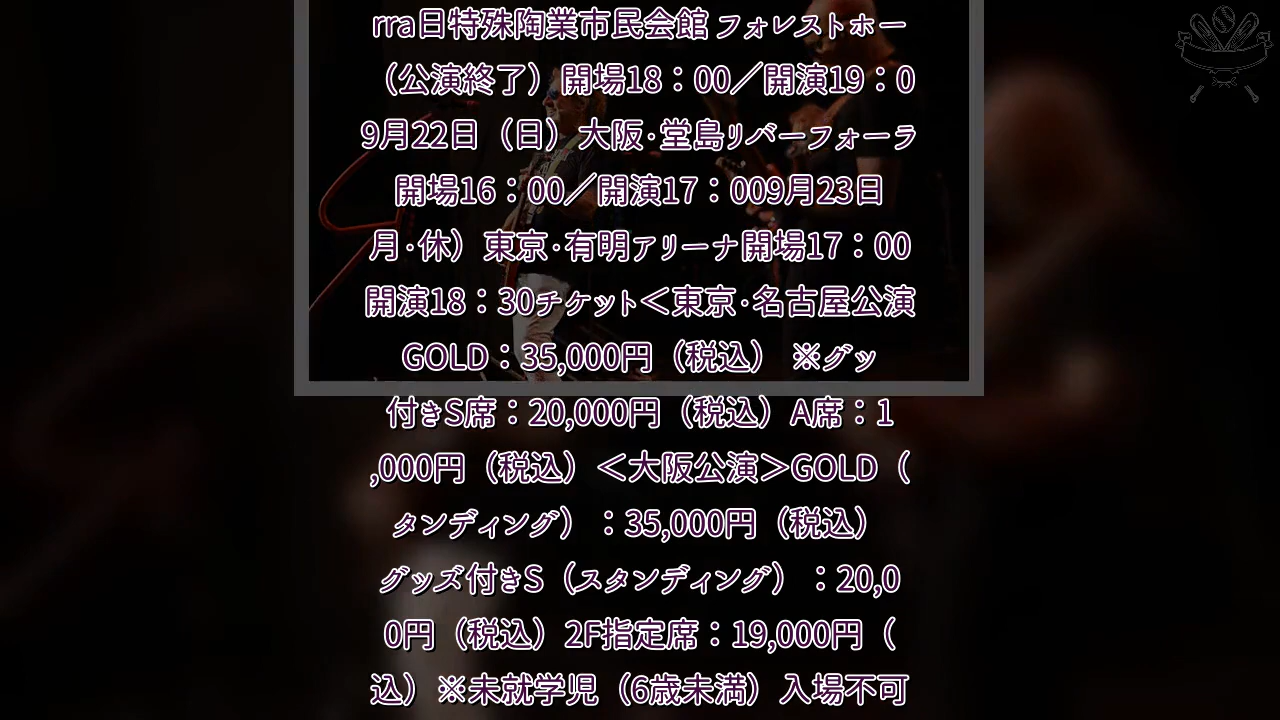 rra日特殊陶業市民会館 フォレストホー
（公演終了）開場18：00／開演19：0
9月22日（日）大阪·堂島リバーフォーラ
開場16：00／開演17：009月23日
月·休）東京·有明アリーナ開場17：00
開演18：30チケット＜東京·名古屋公演
GOLD：35,000円（税込） ※グッ
付きS席：20,000円（税込）A席：1
,000円（税込）＜大阪公演＞GOLD（
タンディング）：35,000円（税込）
グッズ付きS（スタンディング）：20,0
0円（税込）2F指定席：19,000円（
込）※未就学児（6歳未満）入場不可